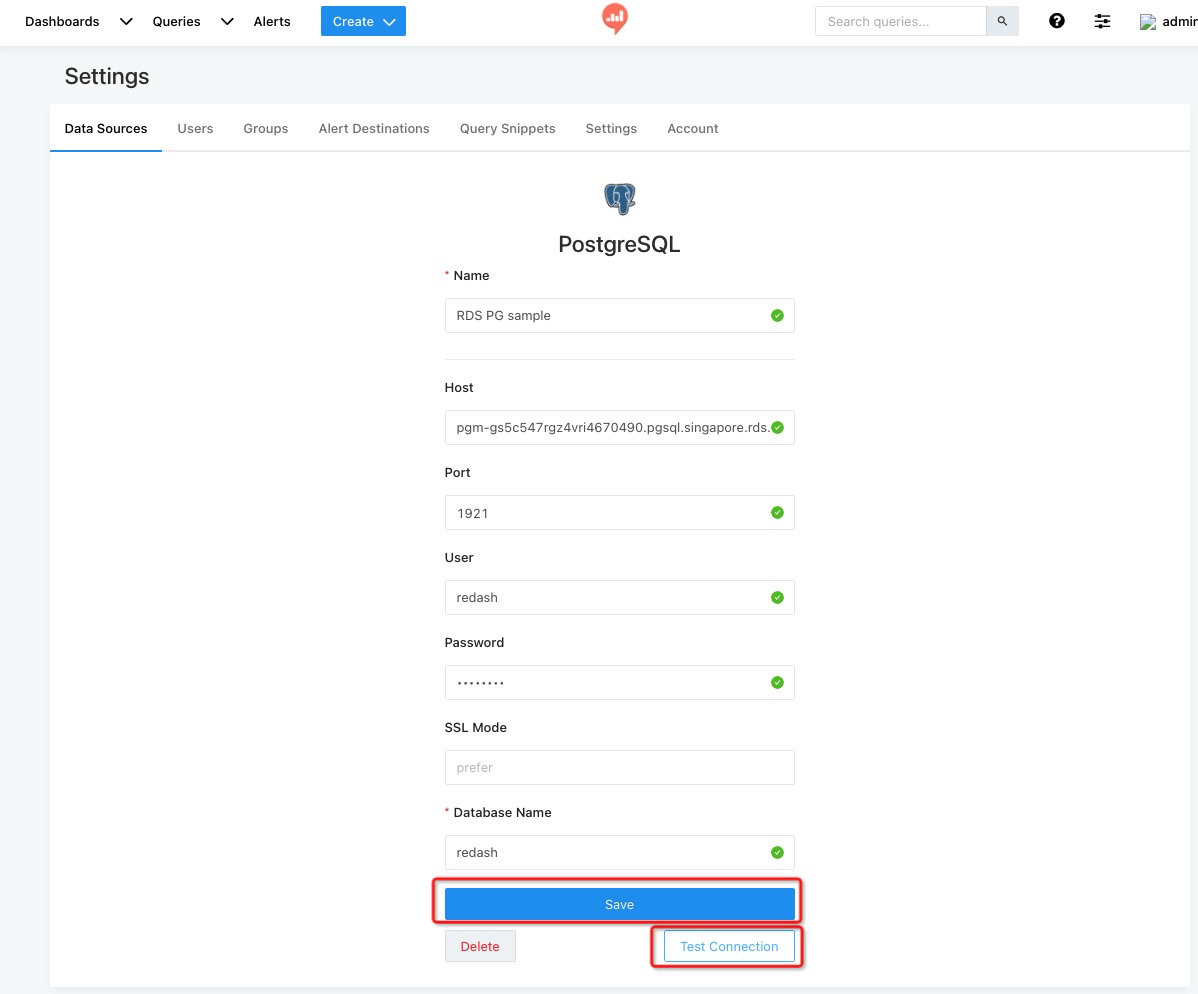 Dashboards Queries Alerts Create Search queries... admin
Settings
Data Sources Users Groups Alert Destinations Query Snippets Settings Account
PostgreSQL
* Name
RDS PG sample
Host
pgm-gs5c547rgz4vri4670490.pgsql.singapore.rds.
Port
1921
User
redash
Password
••••••••
SSL Mode
prefer
* Database Name
redash
Save
Delete Test Connection